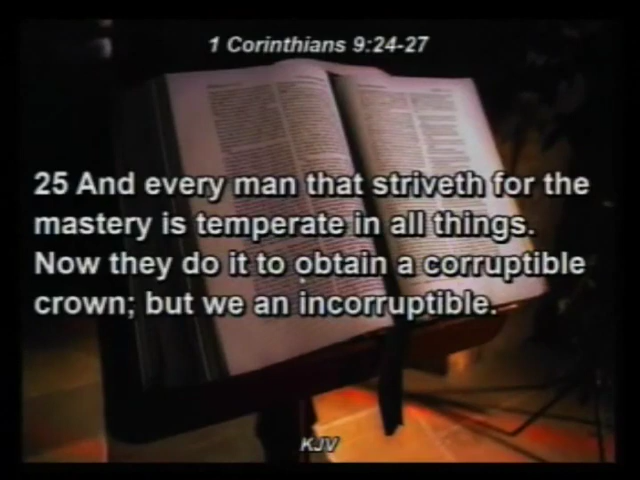 1 Corinthians 9:24-27
25 And every man that striveth for the
mastery is temperate in all things.
Now they do it to obtain a corruptible
crown; but we an incorruptible.
KJV